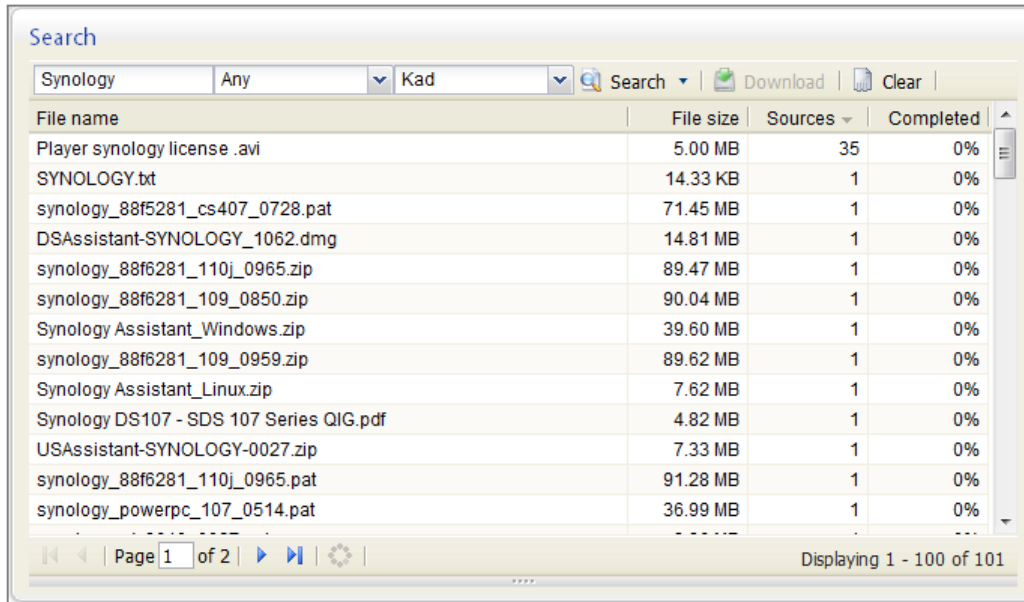 Search
Synology Any Kad Search Download Clear
File name File size Sources Completed
Player synology license .avi 5.00 MB 35 0%
SYNOLOGY.txt 14.33 KB 1 0%
synology_88f5281_cs407_0728.pat 71.45 MB 1 0%
DSAssistant-SYNOLOGY_1062.dmg 14.81 MB 1 0%
synology_88f6281_110j_0965.zip 89.47 MB 1 0%
synology_88f6281_109_0850.zip 90.04 MB 1 0%
Synology Assistant_Windows.zip 39.60 MB 1 0%
synology_88f6281_109_0959.zip 89.62 MB 1 0%
Synology Assistant_Linux.zip 7.62 MB 1 0%
Synology DS107 - SDS 107 Series QIG.pdf 4.82 MB 1 0%
USAssistant-SYNOLOGY-0027.zip 7.33 MB 1 0%
synology_88f6281_110j_0965.pat 91.28 MB 1 0%
synology_powerpc_107_0514.pat 36.99 MB 1 0%
Page 1 of 2 Displaying 1 - 100 of 101